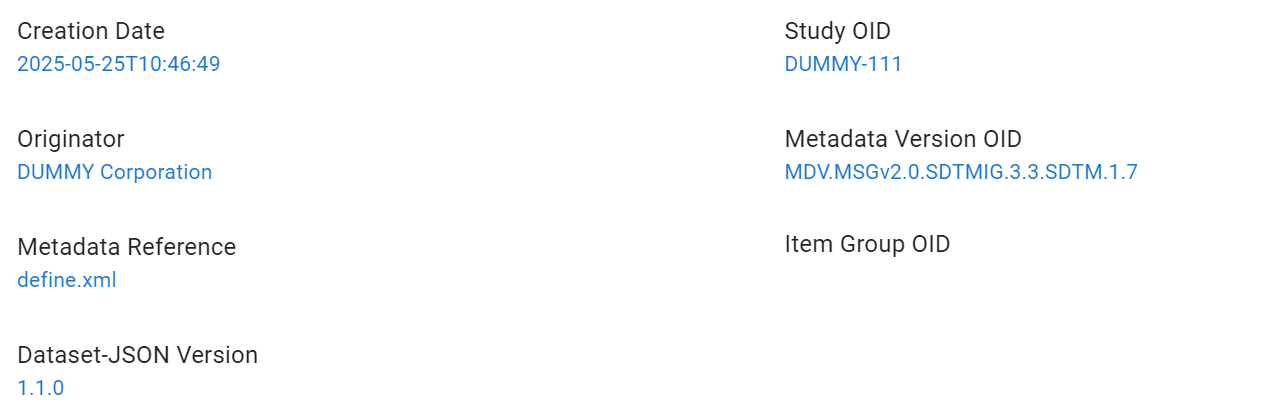 Creation Date
2025-05-25T10:46:49
Originator
DUMMY Corporation
Metadata Reference
define.xml
Dataset-JSON Version
1.1.0
Study OID
DUMMY-111
Metadata Version OID
MDV.MSGv2.0.SDTMIG.3.3.SDTM.1.7
Item Group OID